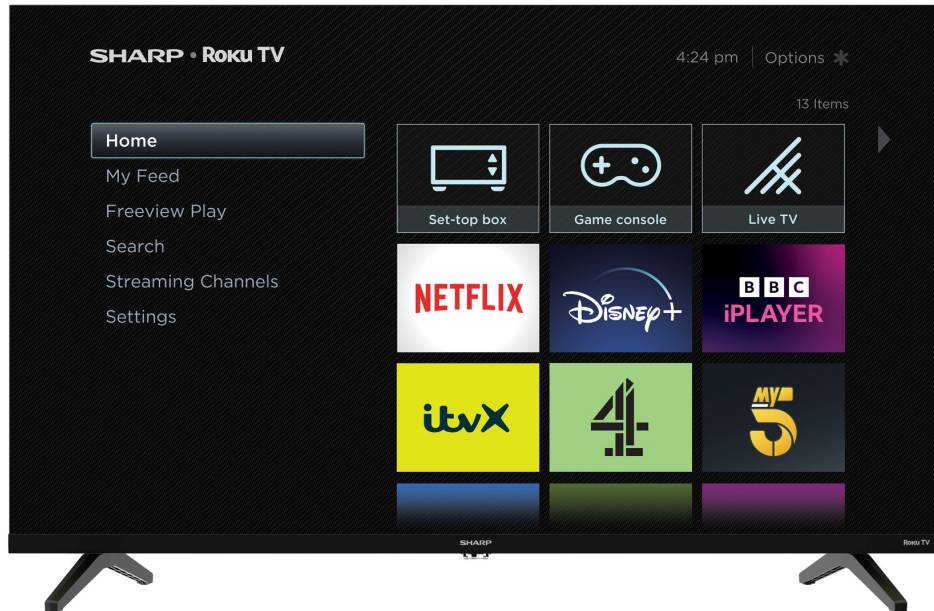 SHARP • Roku TV
4:24 pm | Options ✱
13 Items
Home
My Feed
Freeview Play
Search
Streaming Channels
Settings
Set-top box
Game console
Live TV
NETFLIX
Disney+
BBC
iPLAYER
itvX
4
MY5
SHARP
Roku TV